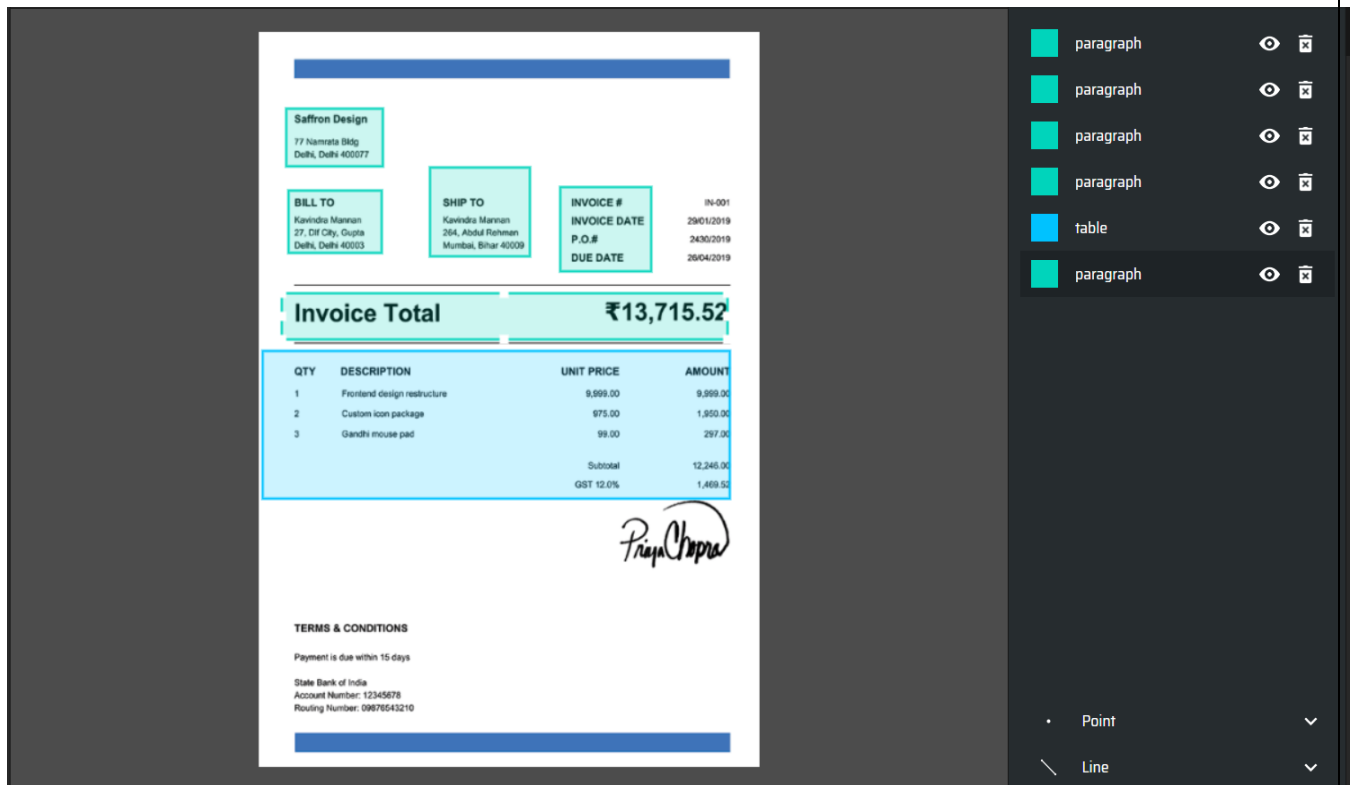 Saffron Design
77 Namrata Bldg
Delhi, Delhi 400077
BILL TO
Kavindra Mannan
27, Dlf City, Gupta
Delhi, Delhi 40003
SHIP TO
Kavindra Mannan
264, Abdul Rehman
Mumbai, Bihar 40009
INVOICE # IN-001
INVOICE DATE 29/01/2019
P.O.# 2430/2019
DUE DATE 26/04/2019
Invoice Total ₹13,715.52
QTY DESCRIPTION UNIT PRICE AMOUNT
1 Frontend design restructure 9,999.00 9,999.00
2 Custom icon package 975.00 1,950.00
3 Gandhi mouse pad 99.00 297.00
Subtotal 12,246.00
GST 12.0% 1,469.52
Priya Chopra
TERMS & CONDITIONS
Payment is due within 15 days
State Bank of India
Account Number: 12345678
Routing Number: 09876543210
paragraph
paragraph
paragraph
paragraph
table
paragraph
Point
Line